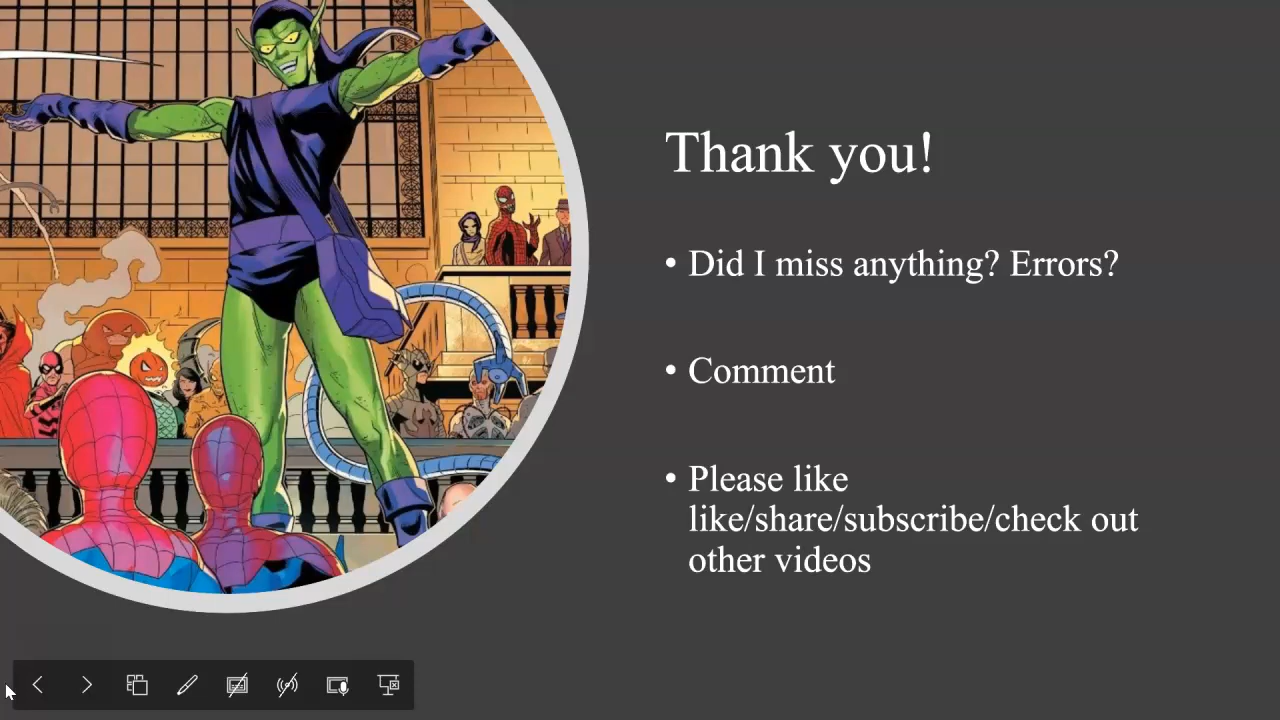 Thank you!
• Did I miss anything? Errors?
• Comment
• Please like
like/share/subscribe/check out
other videos